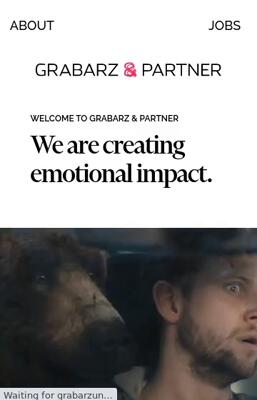 ABOUT JOBS
GRABARZ & PARTNER
WELCOME TO GRABARZ & PARTNER
We are creating
emotional impact.
Waiting for grabarzun...